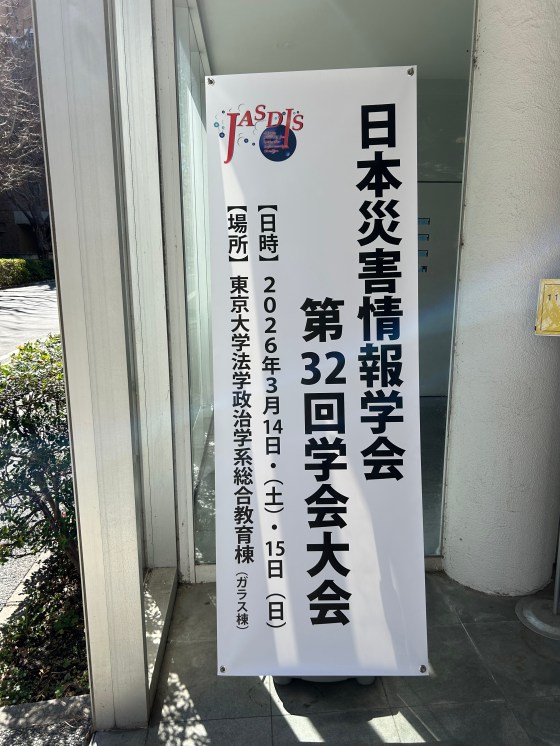 日本災害情報学会
第32回学会大会
【日時】 2026年3月14日・(土)・15日(日)
【場所】 東京大学法学政治学系総合教育棟(ガラス棟)
JASDIS